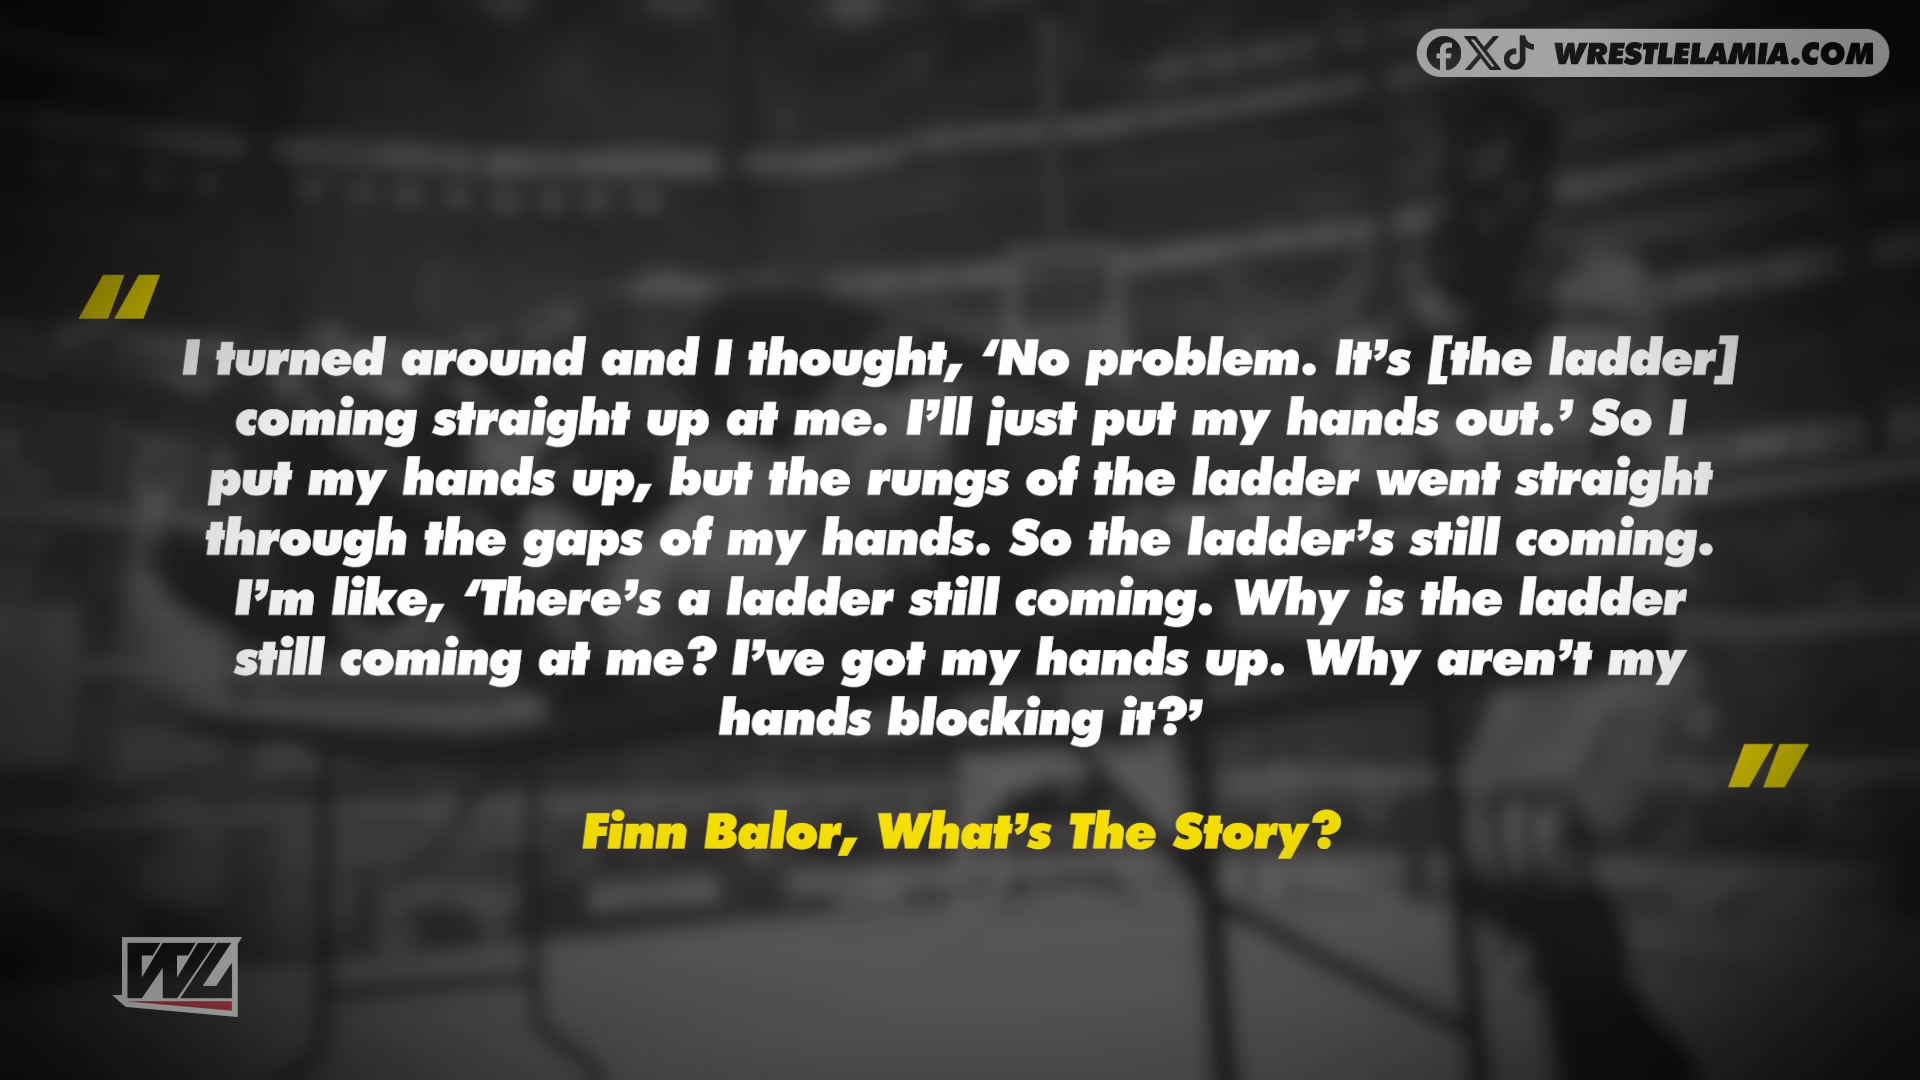 WRESTLELAMIA.COM
“
I turned around and I thought, ‘No problem. It’s [the ladder]
coming straight up at me. I’ll just put my hands out.’ So I
put my hands up, but the rungs of the ladder went straight
through the gaps of my hands. So the ladder’s still coming.
I’m like, ‘There’s a ladder still coming. Why is the ladder
still coming at me? I’ve got my hands up. Why aren’t my
hands blocking it?’
”
Finn Balor, What’s The Story?
WL